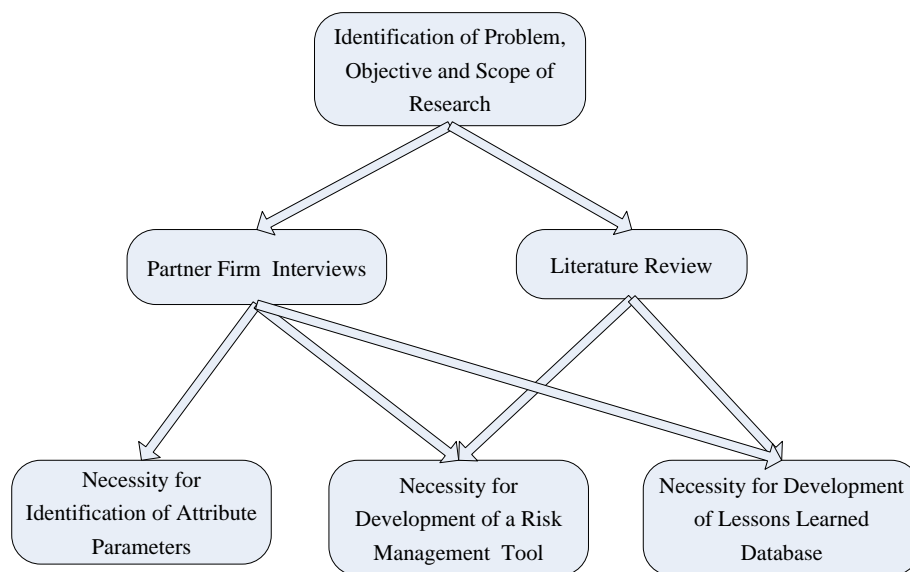 Identification of Problem,
Objective and Scope of
Research
Partner Firm Interviews
Literature Review
Necessity for
Identification of Attribute
Parameters
Necessity for
Development of a Risk
Management Tool
Necessity for Development
of Lessons Learned
Database